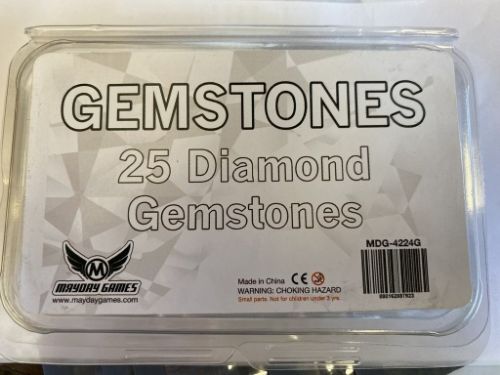 GEMSTONES
25 Diamond
Gemstones
MDG-4224G
M
MAYDAY GAMES
www.maydaygames.com
Made in China CE
WARNING: CHOKING HAZARD
Small parts. Not for children under 3 yrs.